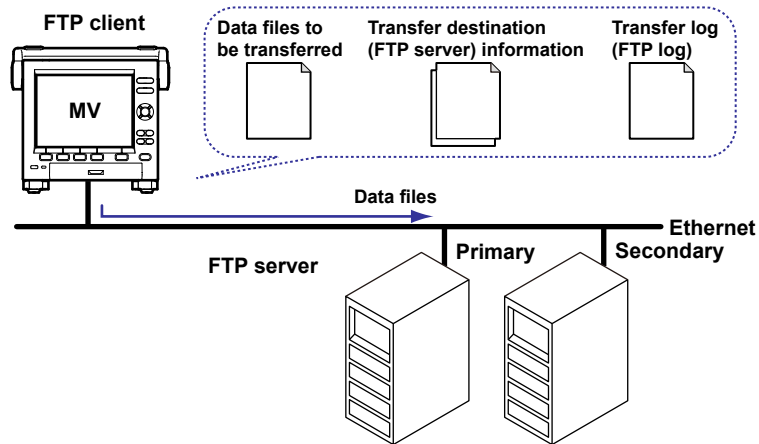 FTP client
Data files to
be transferred
Transfer destination
(FTP server) information
Transfer log
(FTP log)
MV
Data files
Ethernet
FTP server
Primary
Secondary